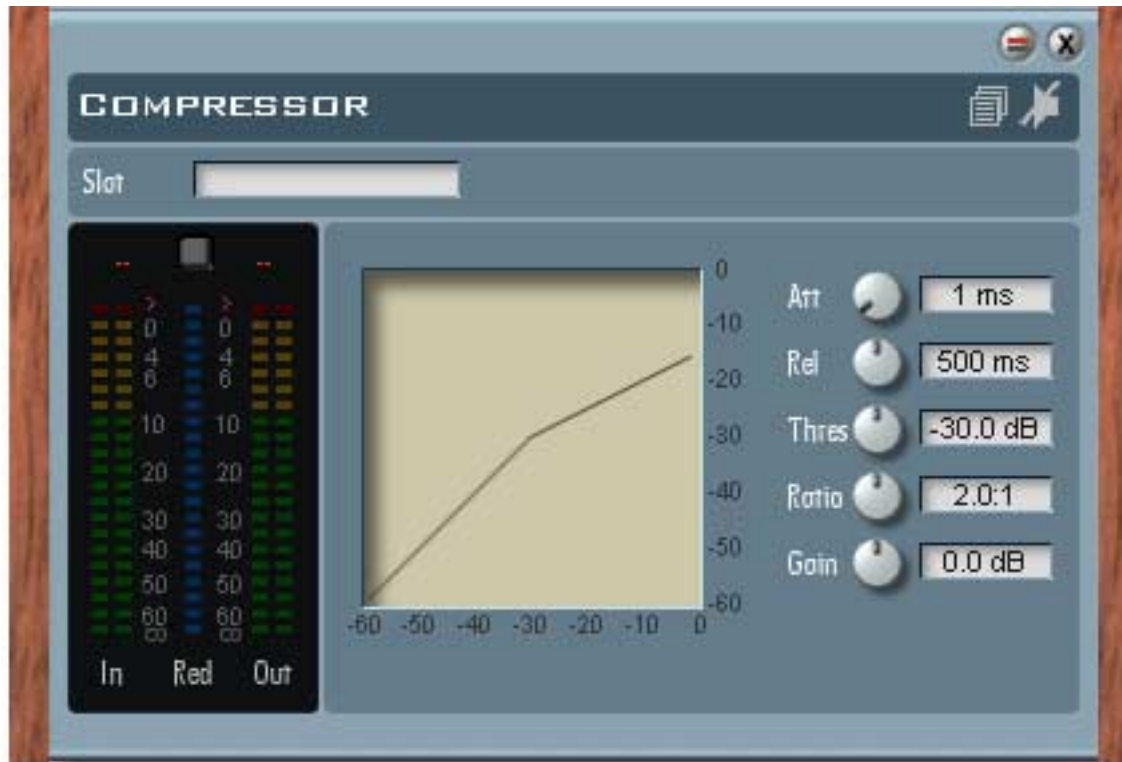 X
COMPRESSOR
Slot
-- --
> >
0 0
4 4
6 6
10 10
20 20
30 30
40 40
50 50
60 60
∞ ∞
In Red Out
0
-10
-20
-30
-40
-50
-60
-60 -50 -40 -30 -20 -10 0
Att 1 ms
Rel 500 ms
Thres -30.0 dB
Ratio 2.0:1
Gain 0.0 dB